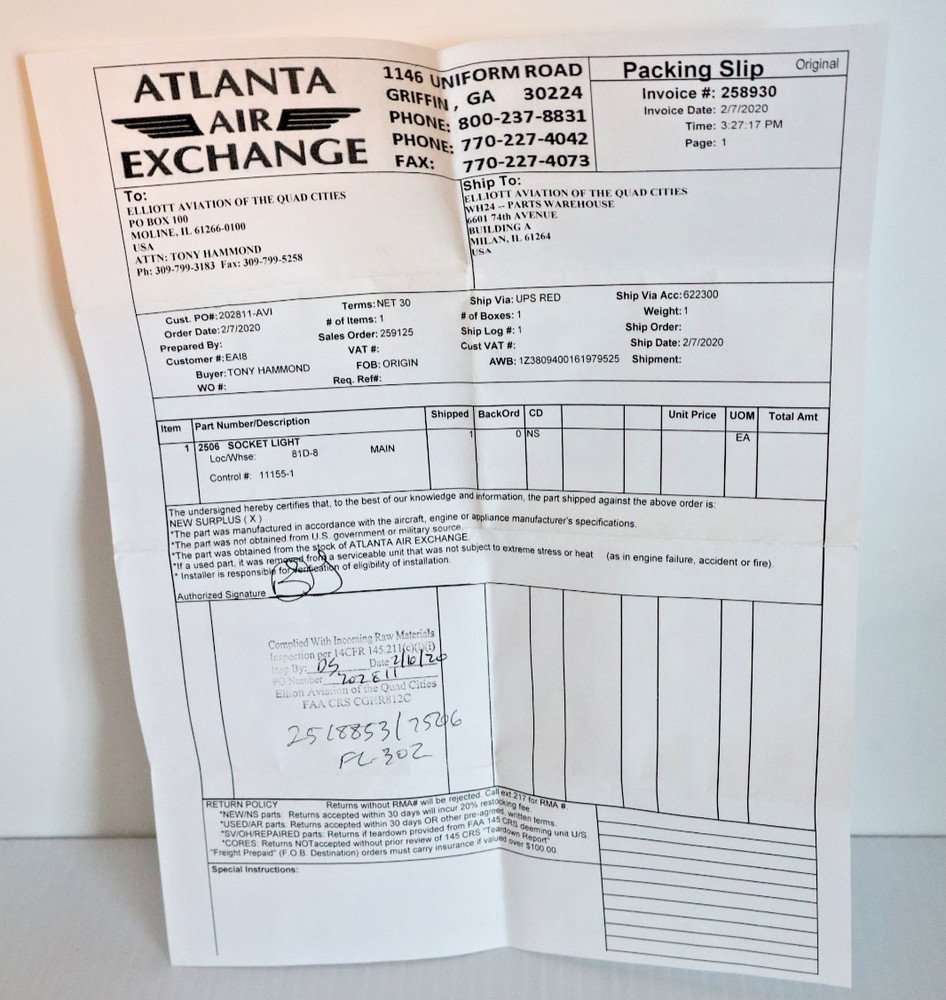 ATLANTA
AIR
EXCHANGE
1146 UNIFORM ROAD
GRIFFIN , GA 30224
PHONE: 800-237-8831
PHONE: 770-227-4042
FAX: 770-227-4073
Packing Slip Original
Invoice #: 258930
Invoice Date: 2/7/2020
Time: 3:27:17 PM
Page: 1
To:
ELLIOTT AVIATION OF THE QUAD CITIES
PO BOX 100
MOLINE, IL 61266-0100
USA
ATTN: TONY HAMMOND
Ph: 309-799-3183 Fax: 309-799-5258
Ship To:
ELLIOTT AVIATION OF THE QUAD CITIES
WH24 -- PARTS WAREHOUSE
6601 74th AVENUE
BUILDING A
MILAN, IL 61264
USA
Cust. PO#: 202811-AVI
Order Date: 2/7/2020
Prepared By:
Customer #: EAI8
Buyer: TONY HAMMOND
WO #:
Terms: NET 30
# of Items: 1
Sales Order: 259125
VAT #:
FOB: ORIGIN
Req. Ref#:
Ship Via: UPS RED
# of Boxes: 1
Ship Log #: 1
Cust VAT #:
AWB: 1Z3809400161979525
Ship Via Acc: 622300
Weight: 1
Ship Order:
Ship Date: 2/7/2020
Shipment:
Item Part Number/Description Shipped BackOrd CD Unit Price UOM Total Amt
1 2506 SOCKET LIGHT 1 0 NS EA
Loc/Whse: 81D-8 MAIN
Control #: 11155-1
The undersigned hereby certifies that, to the best of our knowledge and information, the part shipped against the above order is:
NEW SURPLUS ( X )
*The part was manufactured in accordance with the aircraft, engine or appliance manufacturer's specifications.
*The part was not obtained from U.S. government or military source.
*The part was obtained from the stock of ATLANTA AIR EXCHANGE.
*If a used part, it was removed from a serviceable unit that was not subject to extreme stress or heat (as in engine failure, accident or fire).
* Installer is responsible for verification of eligibility of installation.
Authorized Signature
Complied With Incoming Raw Materials
Inspection per 14CFR 145.211(c)(1)(i)
Insp By: DS Date 2/10/20
PO Number 202811
Elliott Aviation of the Quad Cities
FAA CRS CGHR812C
2518853/2506
FL-302
RETURN POLICY Returns without RMA# will be rejected. Call ext.217 for RMA #.
*NEW/NS parts: Returns accepted within 30 days will incur 20% restocking fee
*USED/AR parts: Returns accepted within 30 days OR other pre-agreed, written terms.
*SV/OH/REPAIRED parts: Returns if teardown provided from FAA 145 CRS deeming unit U/S.
*CORES: Returns NOTaccepted without prior review of 145 CRS "Teardown Report"
"Freight Prepaid" (F.O.B. Destination) orders must carry insurance if valued over $100.00.
Special Instructions: